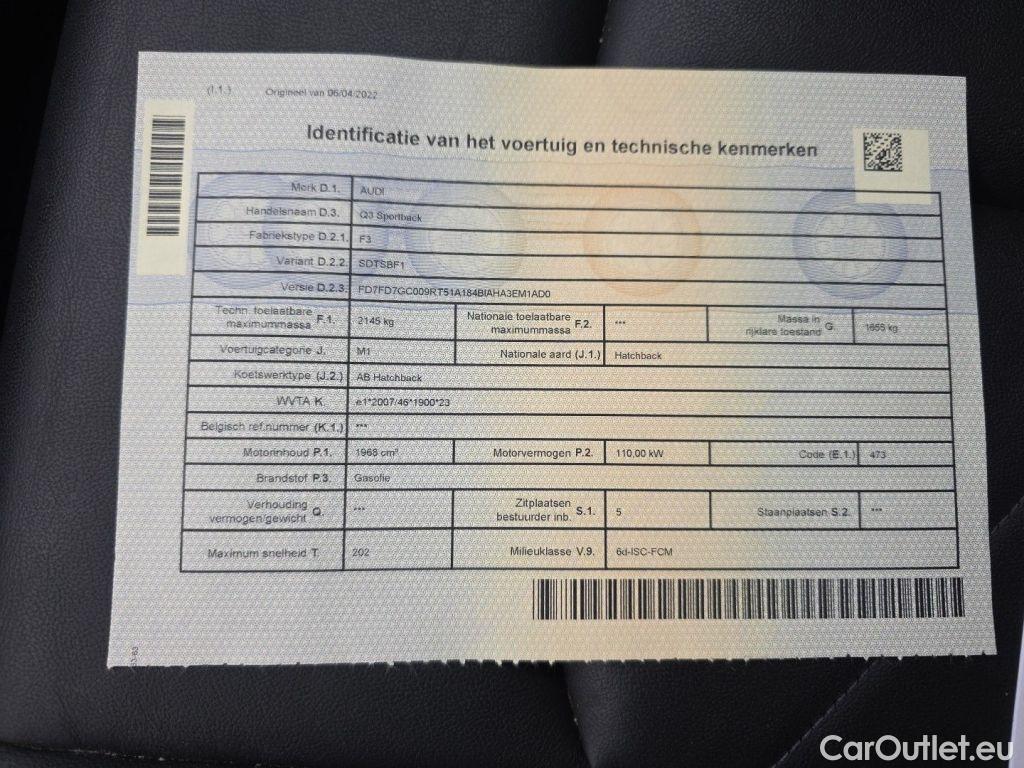 (I.1.) Origineel van 06/04/2022
Identificatie van het voertuig en technische kenmerken
Merk D.1. AUDI
Handelsnaam D.3. Q3 Sportback
Fabriekstype D.2.1. F3
Variant D.2.2. SDTSBF1
Versie D.2.3. FD7FD7GC009RT51A184BIAHA3EM1AD0
Techn. toelaatbare maximummassa F.1. 2145 kg Nationale toelaatbare maximummassa F.2. *** Massa in rijklare toestand G. 1655 kg
Voertuigcategorie J. M1 Nationale aard (J.1.) Hatchback
Koetswerktype (J.2.) AB Hatchback
WVTA K. e1*2007/46*1900*23
Belgisch ref.nummer (K.1.) ***
Motorinhoud P.1. 1968 cm³ Motorvermogen P.2. 110,00 kW Code (E.1.) 473
Brandstof P.3. Gasolie
Verhouding vermogen/gewicht Q. *** Zitplaatsen bestuurder inb. S.1. 5 Staanplaatsen S.2. ***
Maximum snelheid T. 202 Milieuklasse V.9. 6d-ISC-FCM
CarOutlet.eu